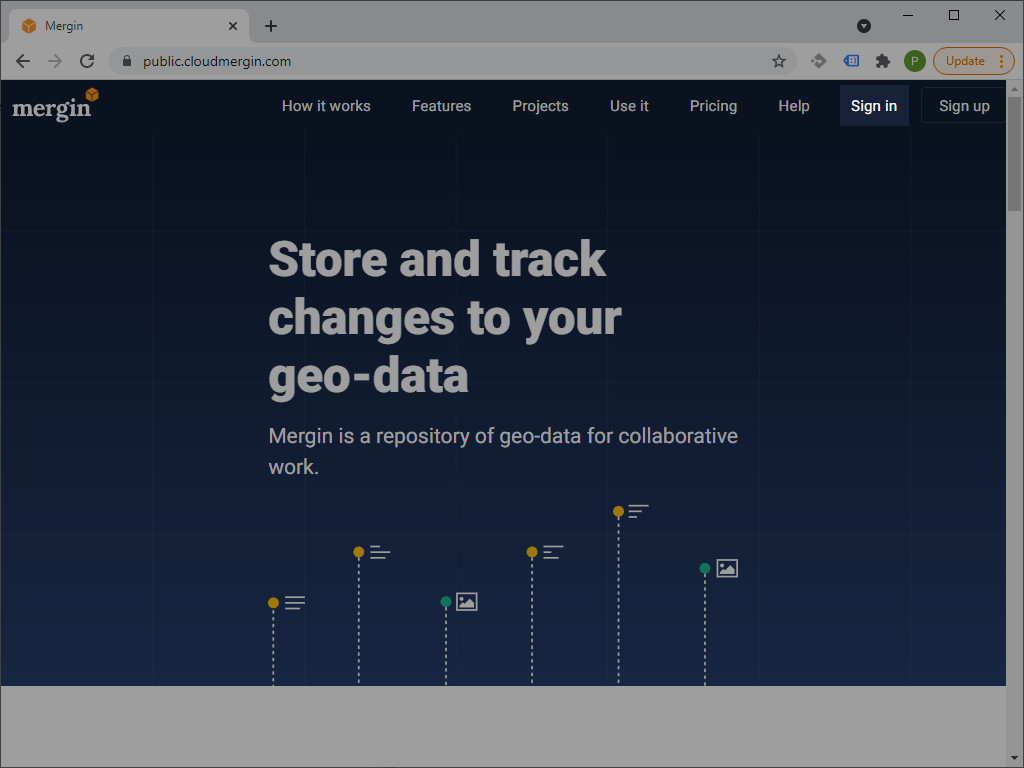 Mergin
public.cloudmergin.com
P
Update
mergin
How it works
Features
Projects
Use it
Pricing
Help
Sign in
Sign up
Store and track
changes to your
geo-data
Mergin is a repository of geo-data for collaborative
work.